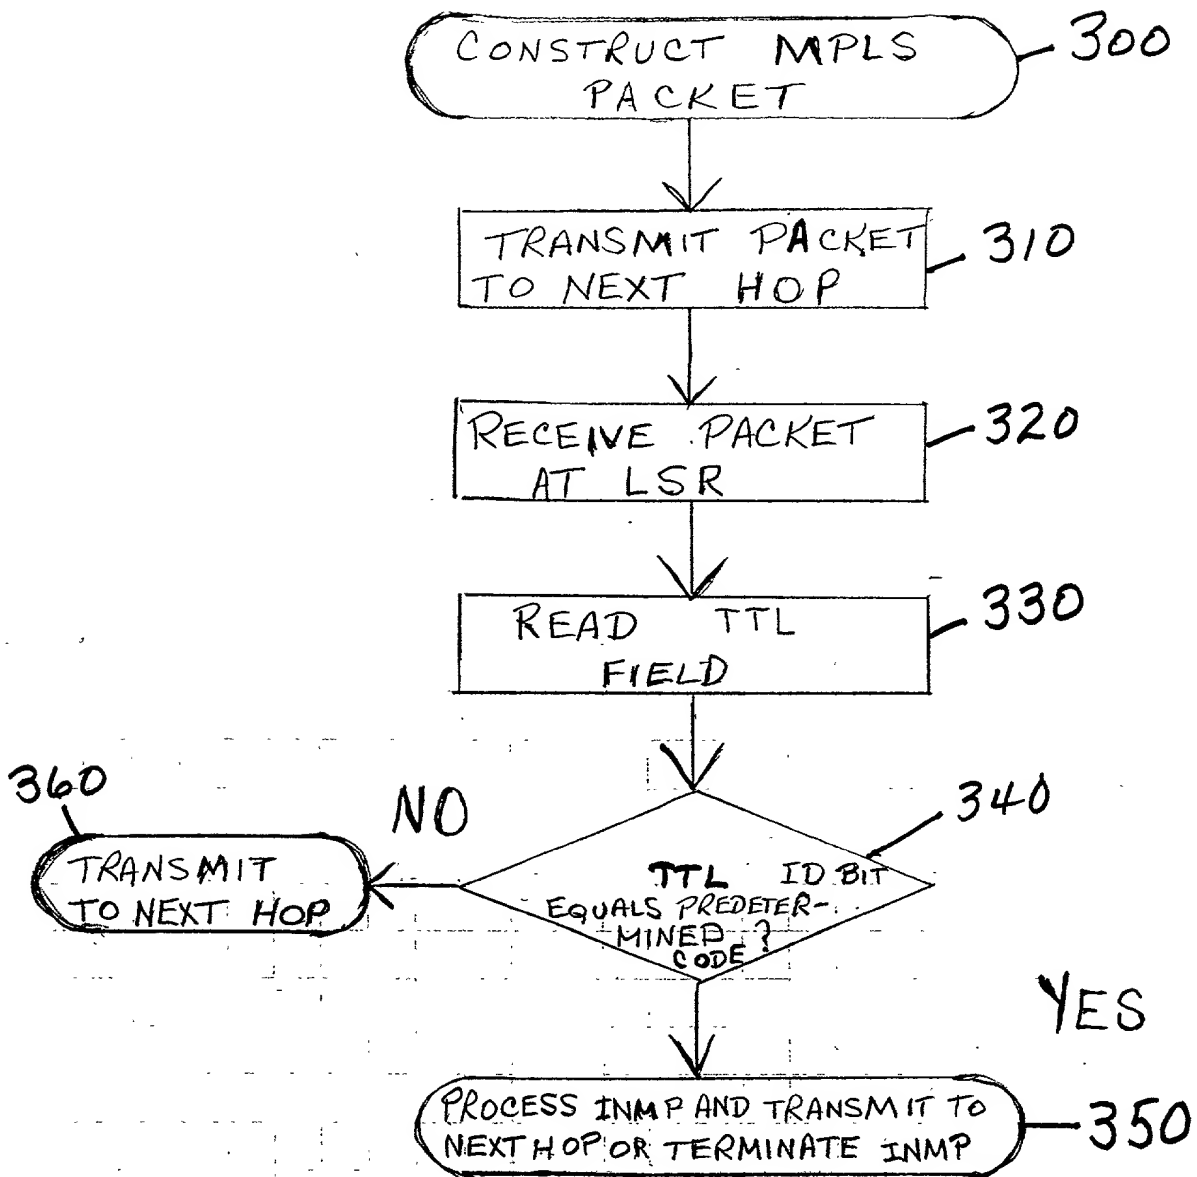 CONSTRUCT MPLS
PACKET
300
TRANSMIT PACKET
TO NEXT HOP
310
RECEIVE PACKET
AT LSR
320
READ TTL
FIELD
330
360
NO
340
TRANSMIT
TO NEXT HOP
TTL ID BIT
EQUALS PREDETER-
MINED ?
CODE
YES
PROCESS INMP AND TRANSMIT TO
NEXT HOP OR TERMINATE INMP
350